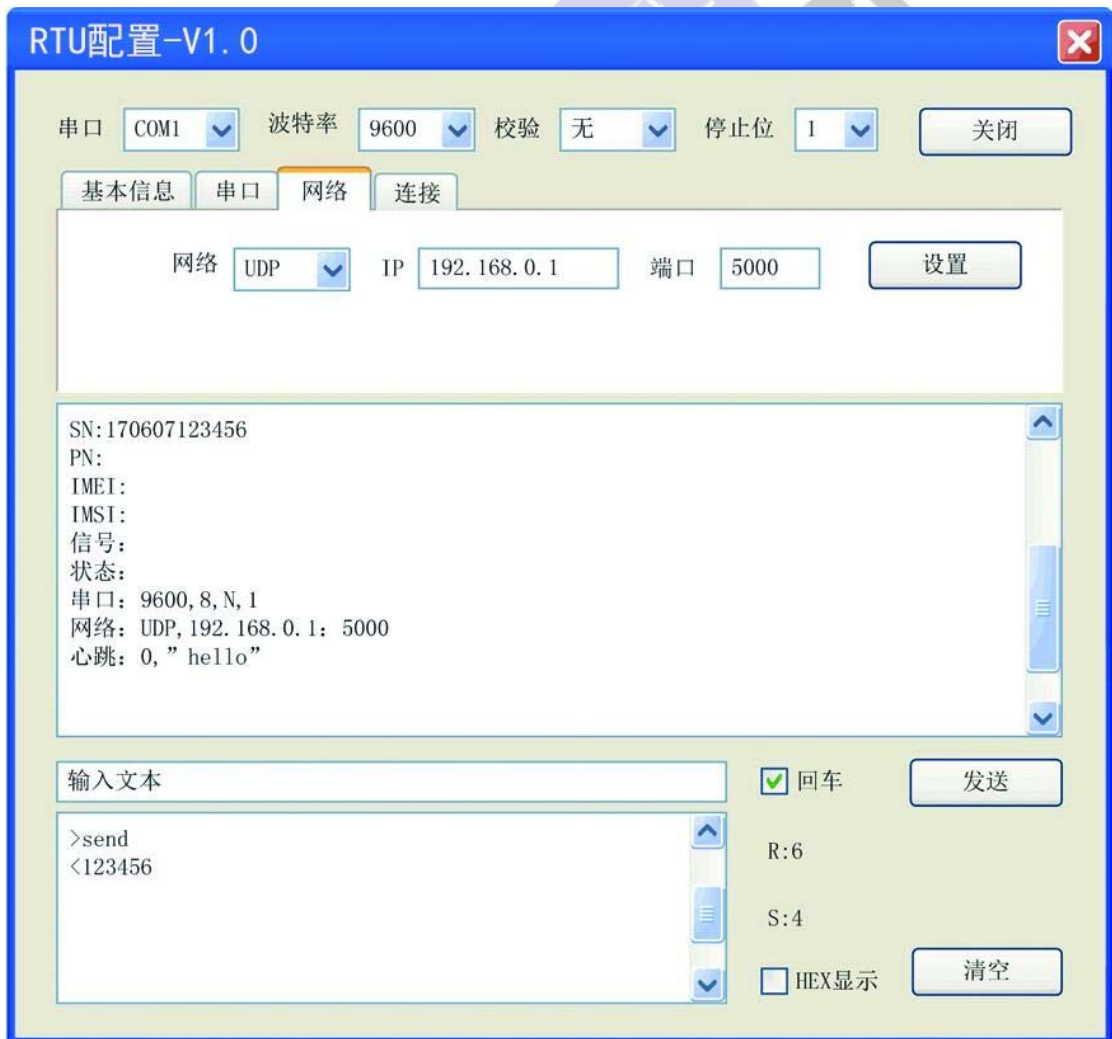 RTU配置-V1.0
串口 COM1 波特率 9600 校验 无 停止位 1 关闭
基本信息 串口 网络 连接
网络 UDP IP 192.168.0.1 端口 5000 设置
SN:170607123456
PN:
IMEI:
IMSI:
信号:
状态:
串口: 9600,8,N,1
网络: UDP,192.168.0.1: 5000
心跳: 0,”hello”
输入文本 回车 发送
>send
<123456
R:6
S:4
HEX显示 清空